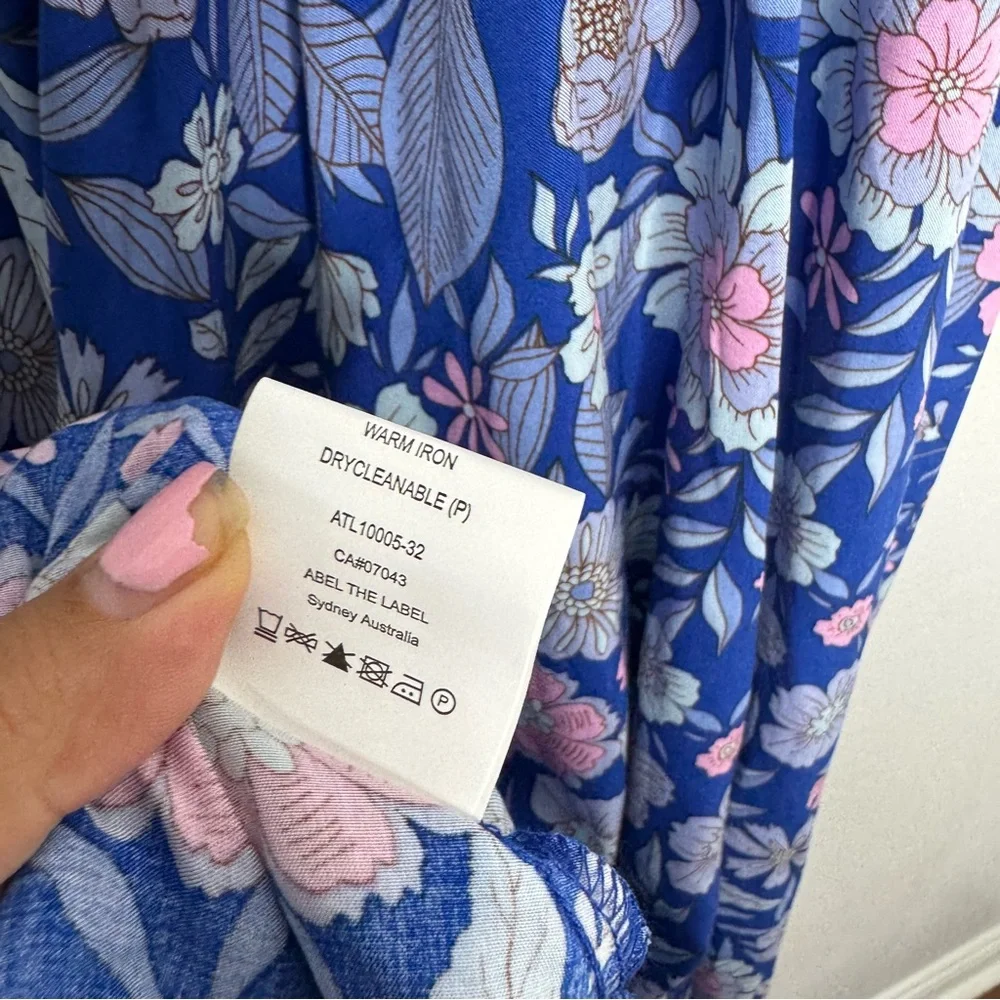 WARM IRON
DRYCLEANABLE (P)
ATL10005-32
CA#07043
ABEL THE LABEL
Sydney Australia
P